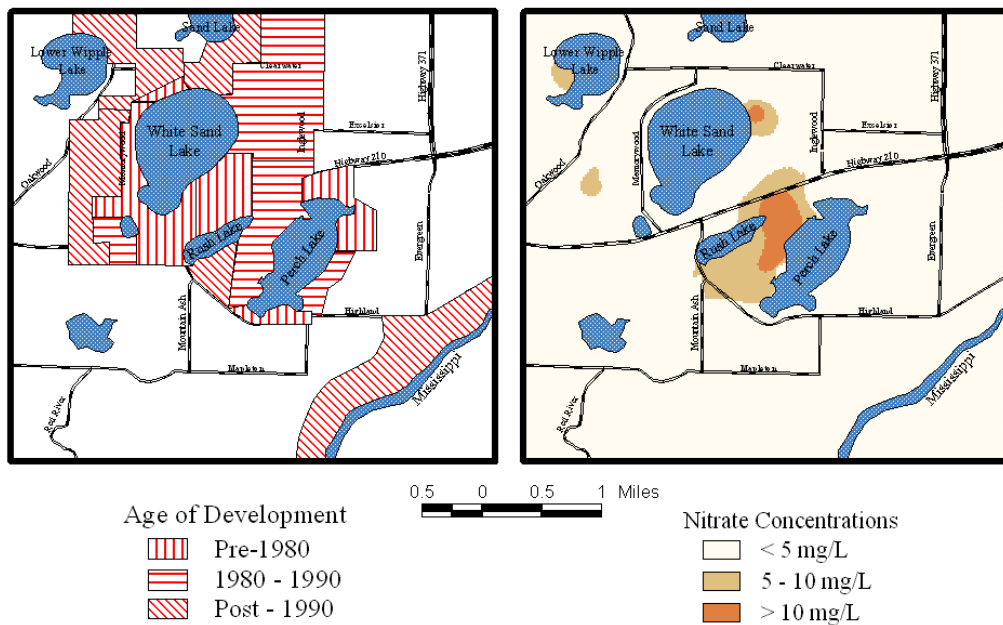 Sand Lake
Lower Wipple
Lake
Clearwater
Highway 371
White Sand
Lake
Memorywood
Inglewood
Excelsior
Highway 210
Oakwood
Rush Lake
Perch Lake
Evergreen
Mountain Ash
Highland
Mapleton
Red River
Mississippi
Sand Lake
Lower Wipple
Lake
Clearwater
Highway 371
White Sand
Lake
Memorywood
Inglewood
Excelsior
Highway 210
Oakwood
Rush Lake
Perch Lake
Evergreen
Mountain Ash
Highland
Mapleton
Red River
Mississippi
0.5 0 0.5 1 Miles
Age of Development
Pre-1980
1980 - 1990
Post - 1990
Nitrate Concentrations
< 5 mg/L
5 - 10 mg/L
> 10 mg/L